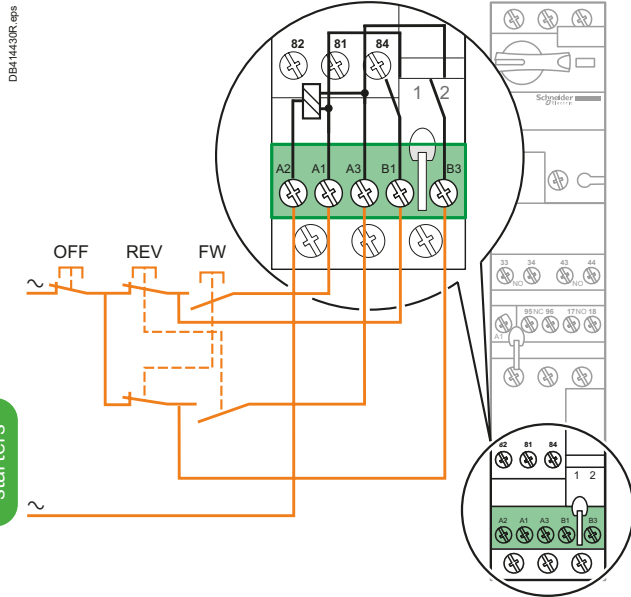 DB414430R.eps
82 81 84
1 2
A2 A1 A3 B1 B3
OFF REV FW
~
~
starters
Schneider
Electric
33 34 43 44
NO NO
95 NC 96 17 NO 18
A1
82 81 84
1 2
A2 A1 A3 B1 B3